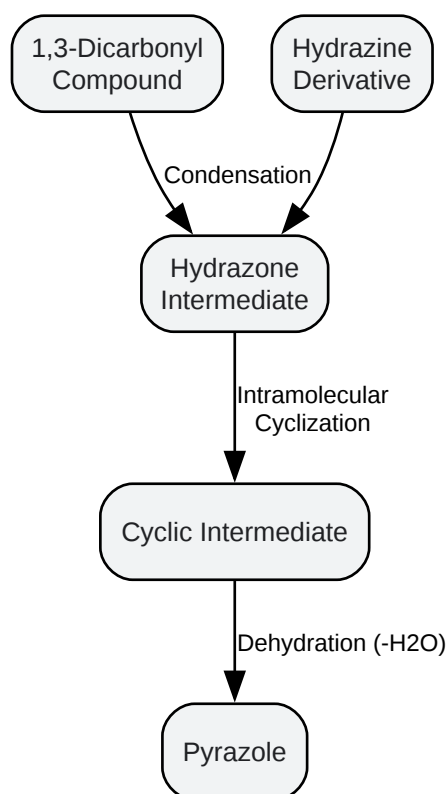 1,3-Dicarbonyl
Compound
Hydrazine
Derivative
Condensation
Hydrazone
Intermediate
Intramolecular
Cyclization
Cyclic Intermediate
Dehydration (-H2O)
Pyrazole